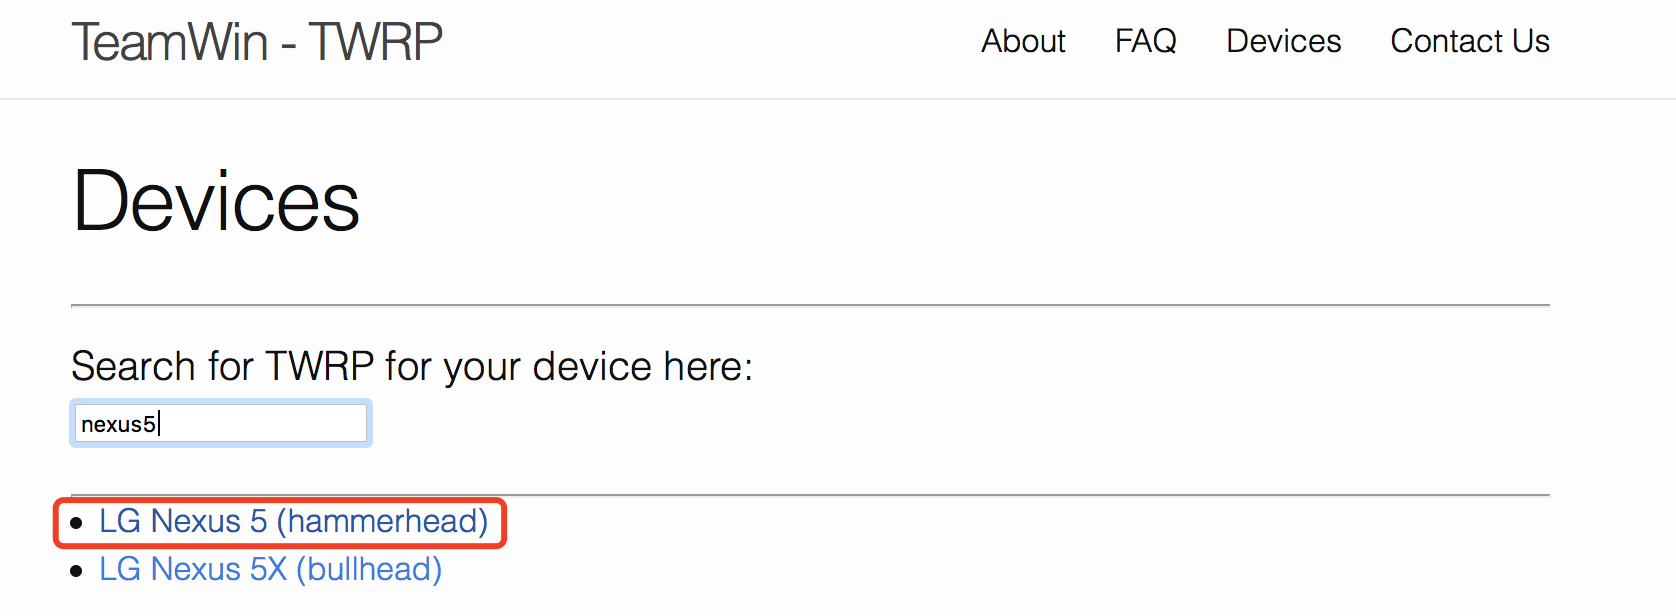 TeamWin - TWRP About FAQ Devices Contact Us
Devices
Search for TWRP for your device here:
nexus5
LG Nexus 5 (hammerhead)
LG Nexus 5X (bullhead)